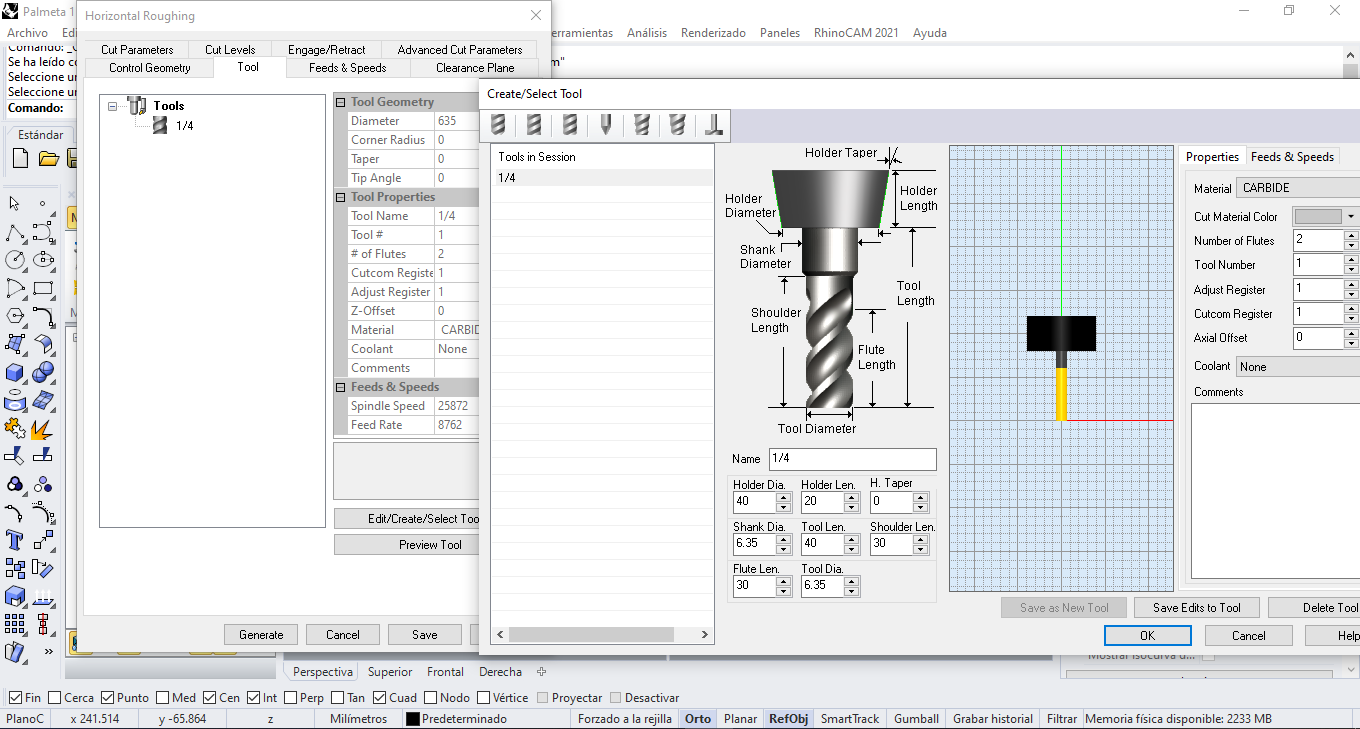 Palmeta 1
Horizontal Roughing
Archivo
Edi
erramientas
Análisis
Renderizado
Paneles
RhinoCAM 2021
Ayuda
Comando: _C
Se ha leído co
m"
Seleccione un
Seleccione un
Comando:
Estándar
Cut Parameters
Cut Levels
Engage/Retract
Advanced Cut Parameters
Control Geometry
Tool
Feeds & Speeds
Clearance Plane
Tools
1/4
Tool Geometry
Diameter 635
Corner Radius 0
Taper 0
Tip Angle 0
Tool Properties
Tool Name 1/4
Tool # 1
# of Flutes 2
Cutcom Registe 1
Adjust Register 1
Z-Offset 0
Material CARBID
Coolant None
Comments
Feeds & Speeds
Spindle Speed 25872
Feed Rate 8762
Edit/Create/Select Too
Preview Tool
Generate
Cancel
Save
Create/Select Tool
Tools in Session
1/4
Holder Taper
Holder Length
Holder Diameter
Shank Diameter
Tool Length
Shoulder Length
Flute Length
Tool Diameter
Name 1/4
Holder Dia.
Holder Len.
H. Taper
40
20
0
Shank Dia.
Tool Len.
Shoulder Len.
6.35
40
30
Flute Len.
Tool Dia.
30
6.35
Properties
Feeds & Speeds
Material CARBIDE
Cut Material Color
Number of Flutes 2
Tool Number 1
Adjust Register 1
Cutcom Register 1
Axial Offset 0
Coolant None
Comments
Save as New Tool
Save Edits to Tool
Delete Tool
OK
Cancel
Help
Mostrar isocurva d...
Perspectiva
Superior
Frontal
Derecha
Fin
Cerca
Punto
Med
Cen
Int
Perp
Tan
Cuad
Nodo
Vértice
Proyectar
Desactivar
PlanoC
x 241.514
y -65.864
z
Milímetros
Predeterminado
Forzado a la rejilla
Orto
Planar
RefObj
SmartTrack
Gumball
Grabar historial
Filtrar
Memoria física disponible: 2233 MB